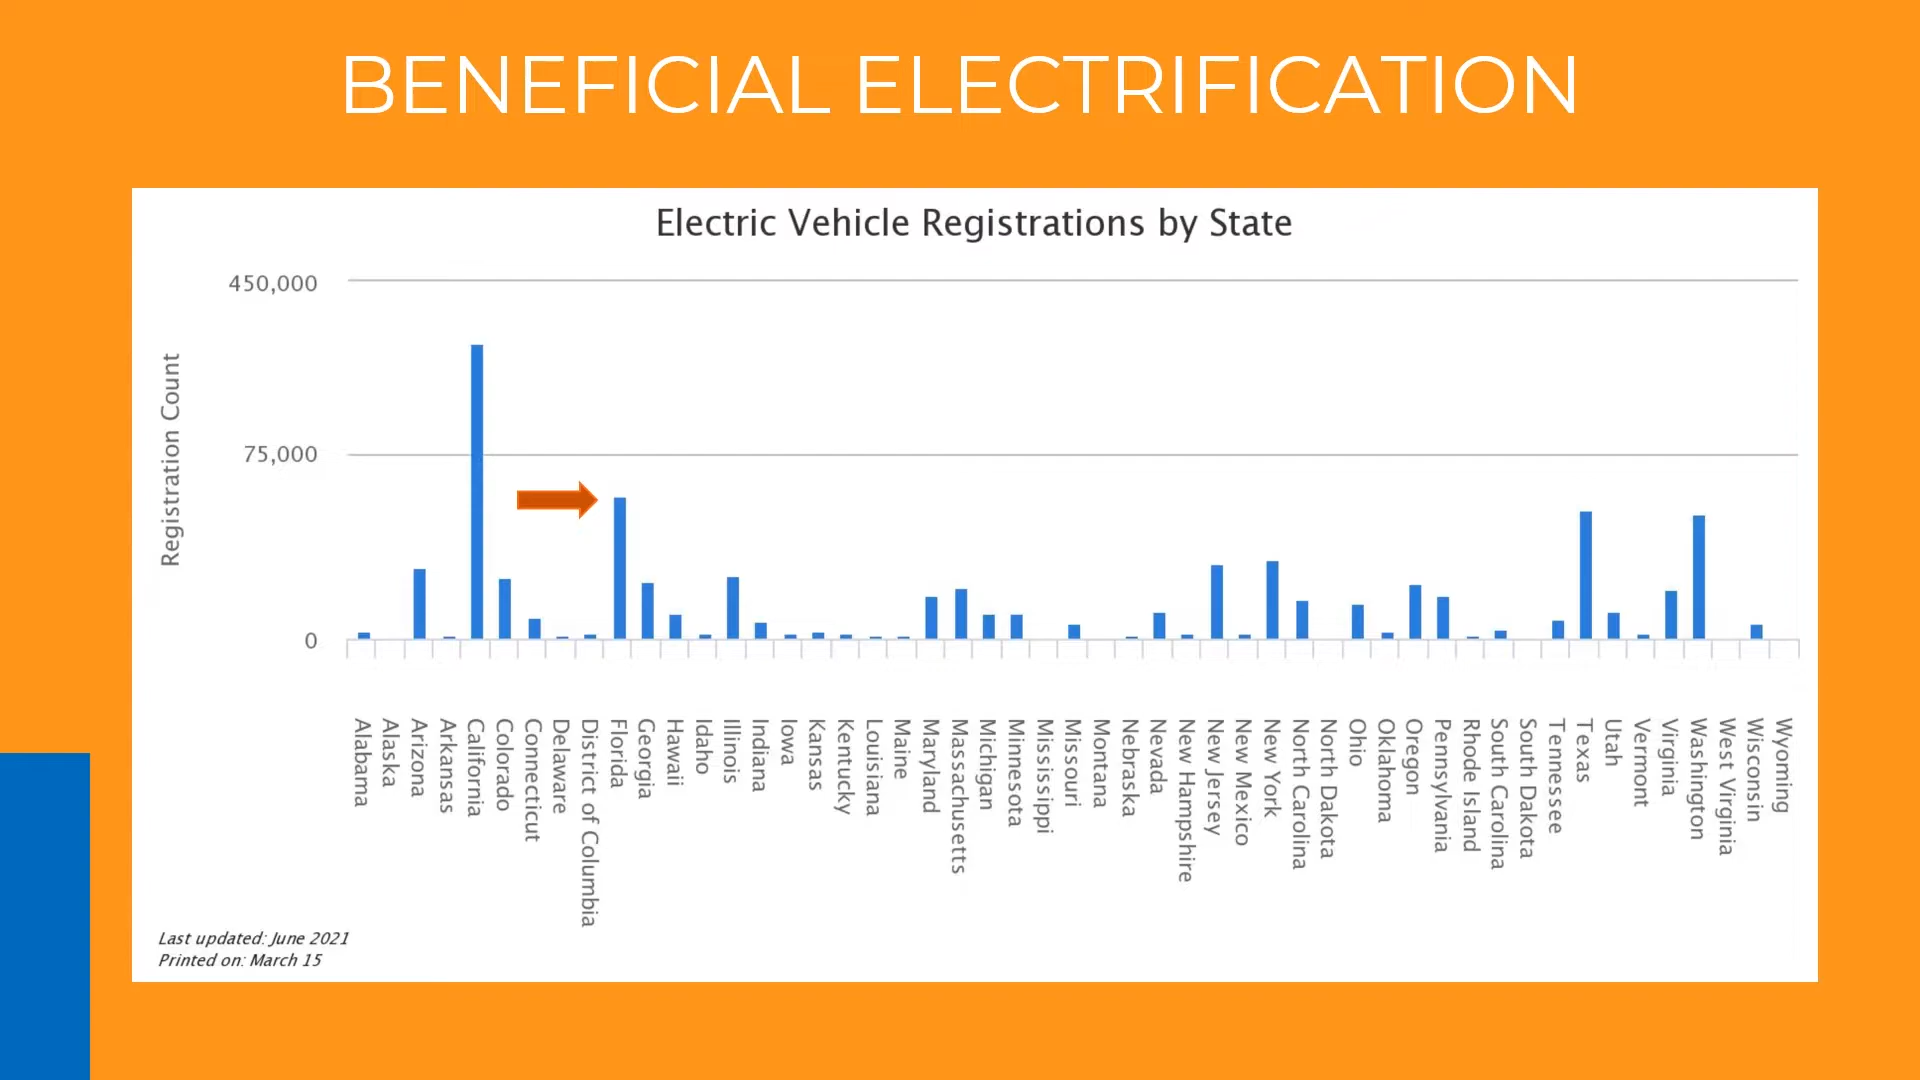 BENEFICIAL ELECTRIFICATION
Electric Vehicle Registrations by State
450,000
75,000
0
Registration Count
Alabama
Alaska
Arizona
Arkansas
California
Colorado
Connecticut
Delaware
District of Columbia
Florida
Georgia
Hawaii
Idaho
Illinois
Indiana
Iowa
Kansas
Kentucky
Louisiana
Maine
Maryland
Massachusetts
Michigan
Minnesota
Mississippi
Missouri
Montana
Nebraska
Nevada
New Hampshire
New Jersey
New Mexico
New York
North Carolina
North Dakota
Ohio
Oklahoma
Oregon
Pennsylvania
Rhode Island
South Carolina
South Dakota
Tennessee
Texas
Utah
Vermont
Virginia
Washington
West Virginia
Wisconsin
Wyoming
Last updated: June 2021
Printed on: March 15